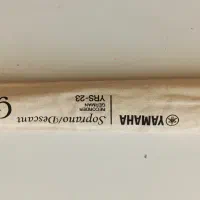 YAMAHA
Soprano/Descant
RECORDER
GERMAN
YRS-23